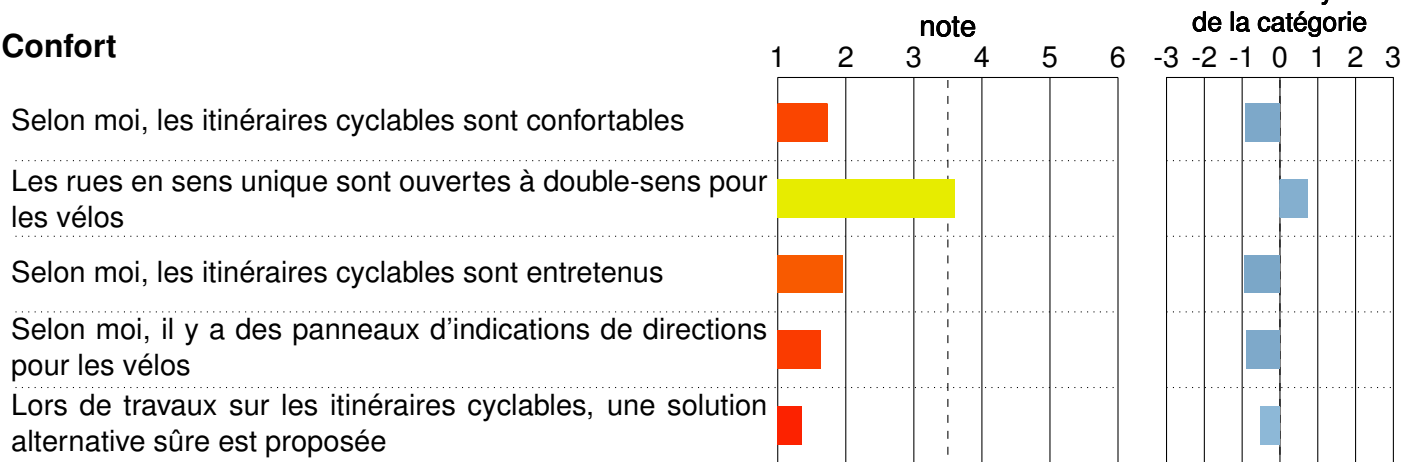 note
de la catégorie
Confort
1 2 3 4 5 6
-3 -2 -1 0 1 2 3
Selon moi, les itinéraires cyclables sont confortables
Les rues en sens unique sont ouvertes à double-sens pour
les vélos
Selon moi, les itinéraires cyclables sont entretenus
Selon moi, il y a des panneaux d'indications de directions
pour les vélos
Lors de travaux sur les itinéraires cyclables, une solution
alternative sûre est proposée